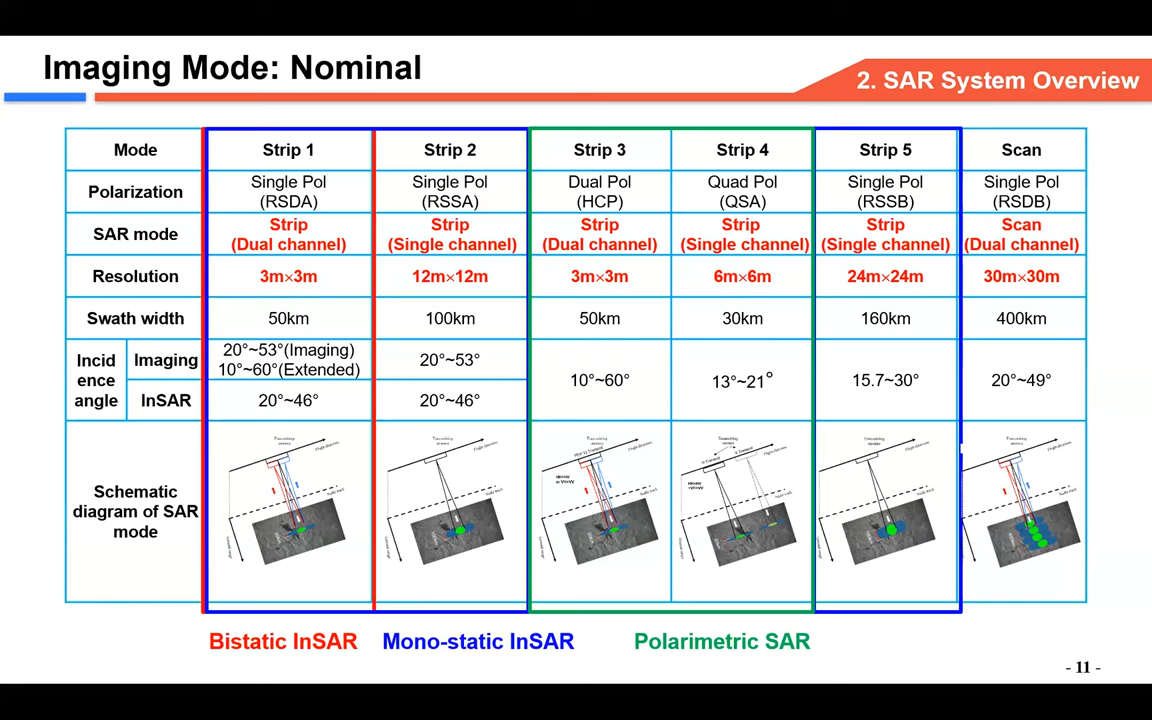 Imaging Mode: Nominal
2. SAR System Overview
Mode
Strip 1
Strip 2
Strip 3
Strip 4
Strip 5
Scan
Polarization
Single Pol
(RSDA)
Single Pol
(RSSA)
Dual Pol
(HCP)
Quad Pol
(QSA)
Single Pol
(RSSB)
Single Pol
(RSDB)
SAR mode
Strip
(Dual channel)
Strip
(Single channel)
Strip
(Dual channel)
Strip
(Single channel)
Strip
(Single channel)
Scan
(Dual channel)
Resolution
3m×3m
12m×12m
3m×3m
6m×6m
24m×24m
30m×30m
Swath width
50km
100km
50km
30km
160km
400km
Incid
ence
angle
Imaging
20°~53°(Imaging)
10°~60°(Extended)
20°~53°
InSAR
20°~46°
20°~46°
10°~60°
13°~21°
15.7~30°
20°~49°
Schematic
diagram of SAR
mode
Bistatic InSAR
Mono-static InSAR
Polarimetric SAR
- 11 -